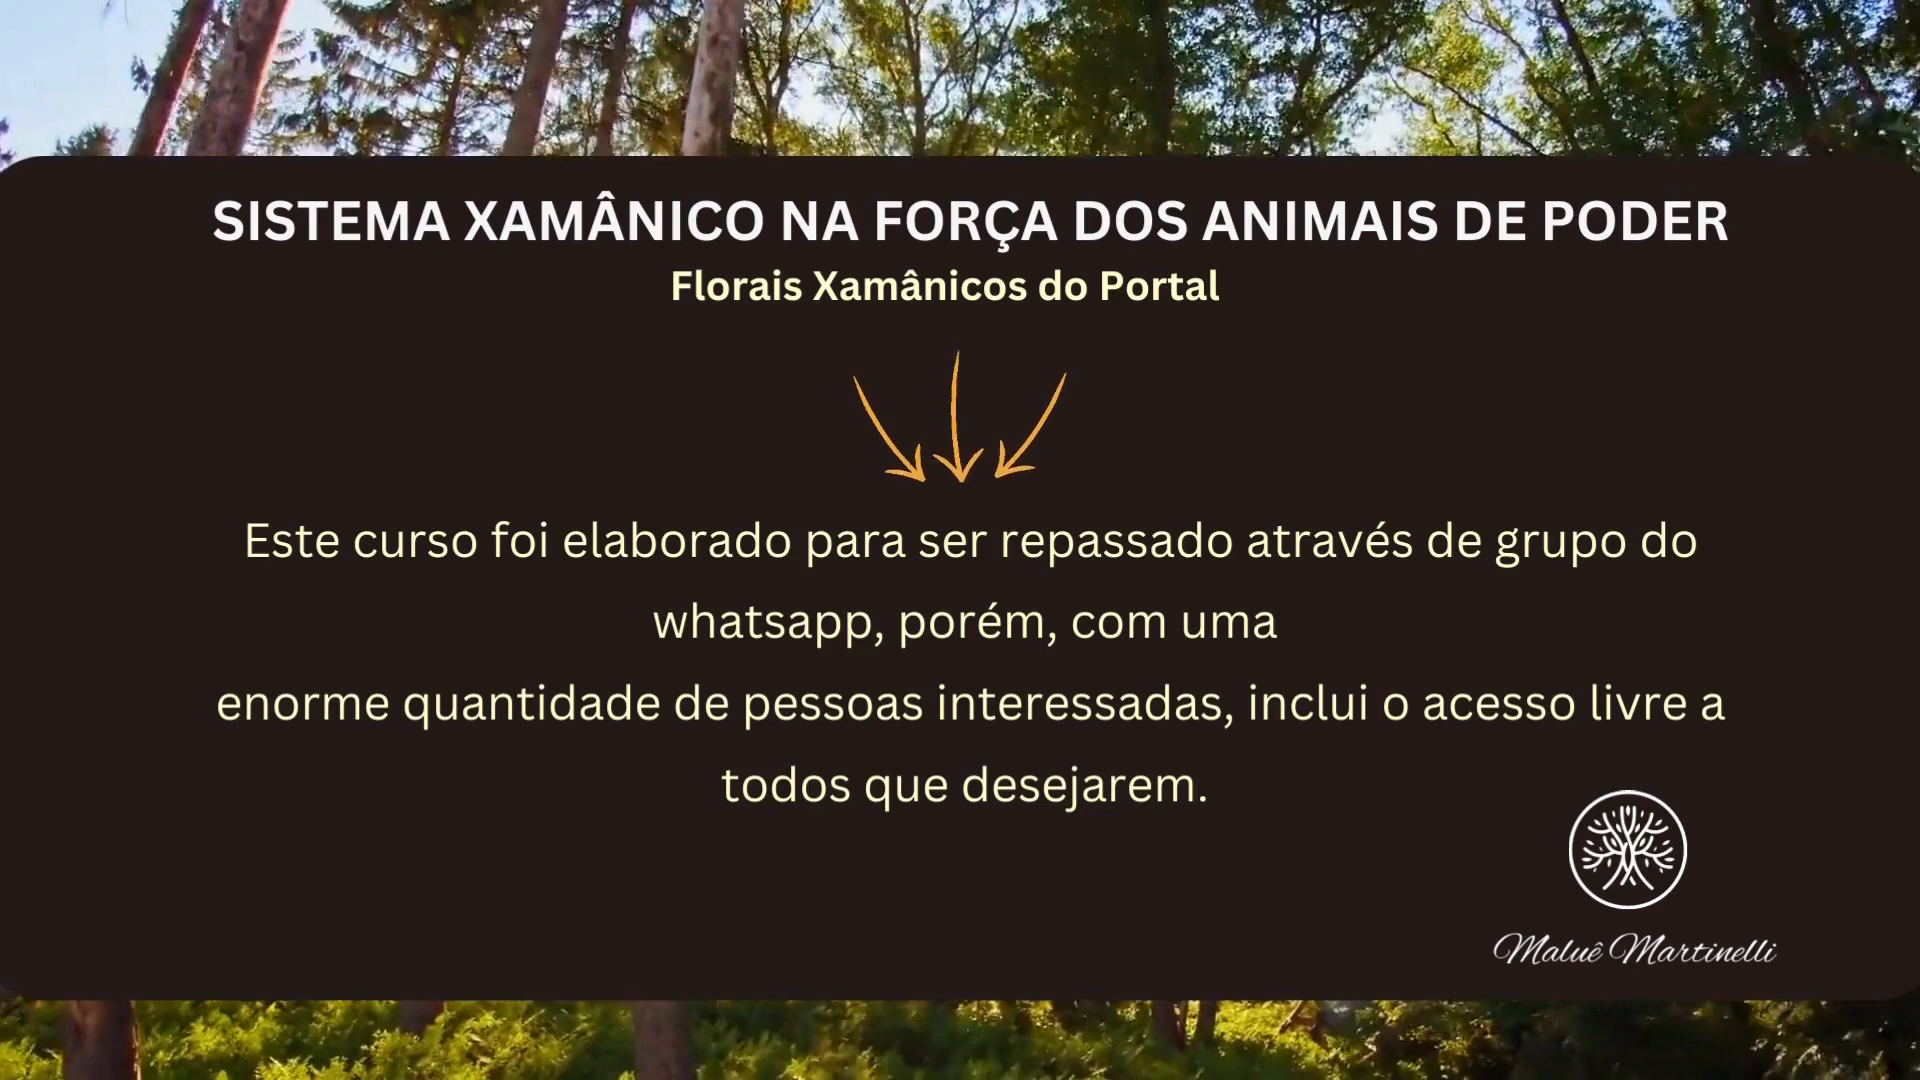 SISTEMA XAMÂNICO NA FORÇA DOS ANIMAIS DE PODER
Florais Xamânicos do Portal
Este curso foi elaborado para ser repassado através de grupo do
whatsapp, porém, com uma
enorme quantidade de pessoas interessadas, inclui o acesso livre a
todos que desejarem.
Maluê Martinelli